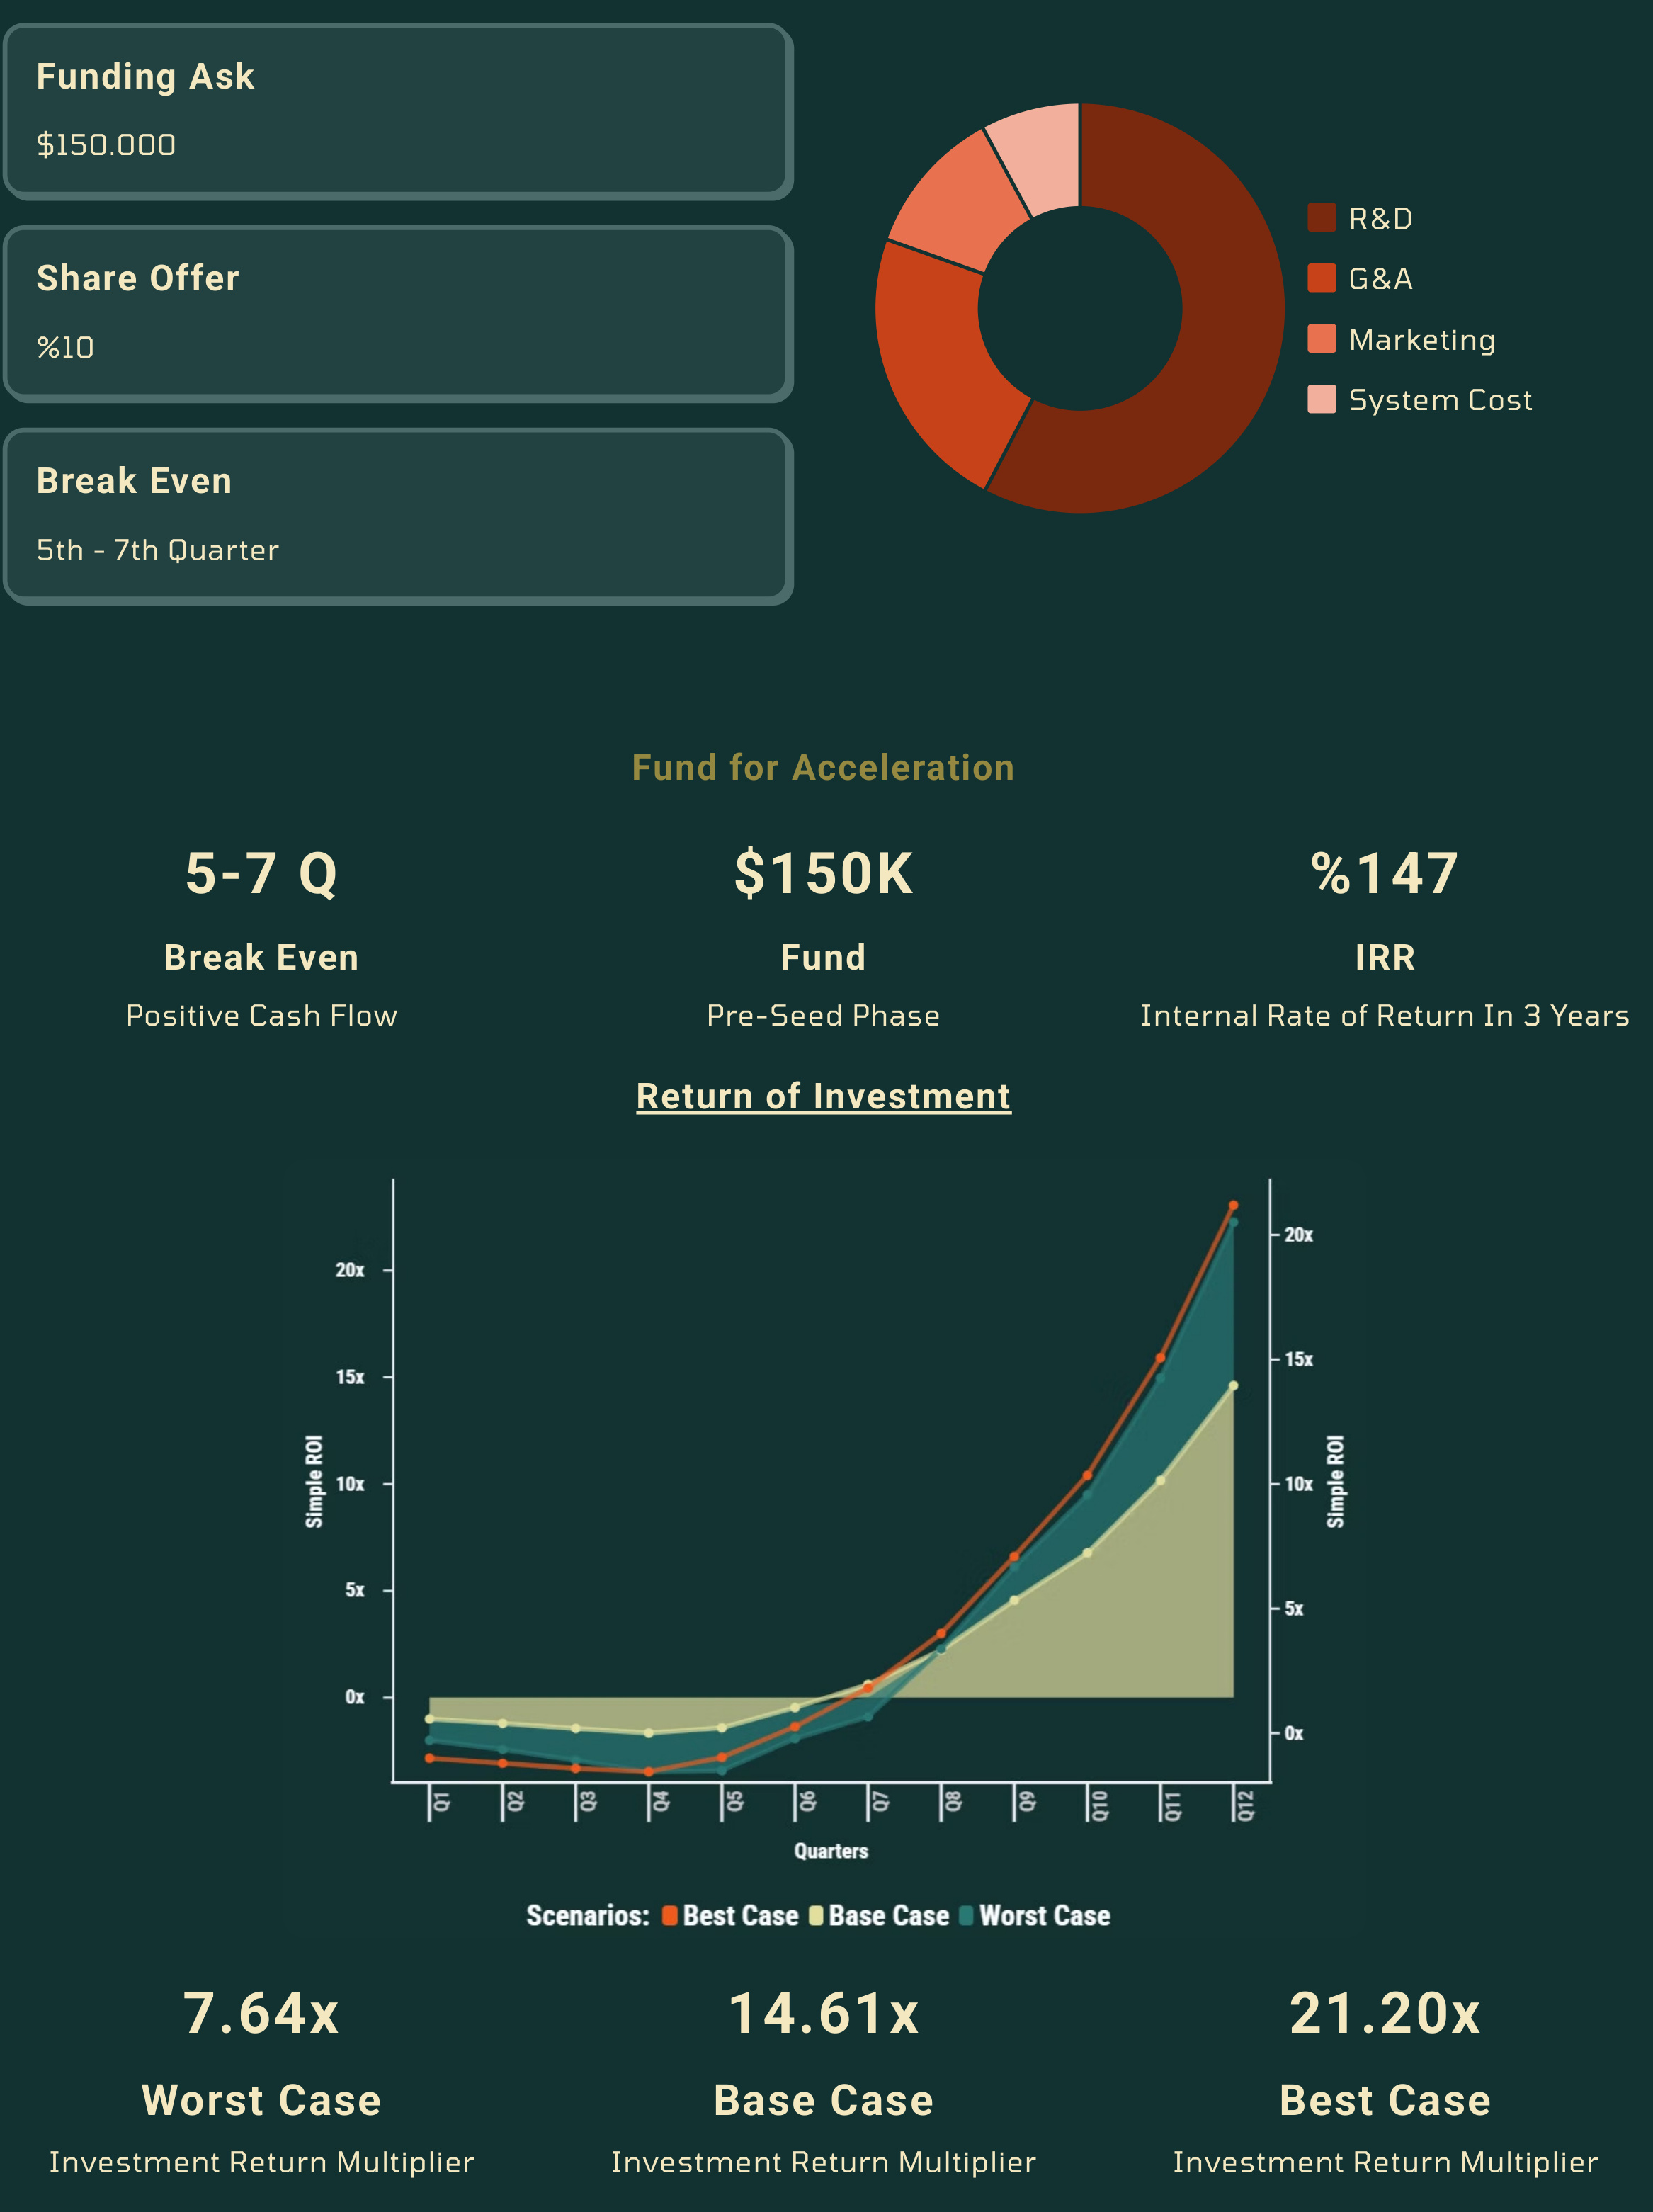 Funding Ask
$150.000
Share Offer
%10
Break Even
5th - 7th Quarter
R&D
G&A
Marketing
System Cost
Fund for Acceleration
5-7 Q
Break Even
Positive Cash Flow
$150K
Fund
Pre-Seed Phase
%147
IRR
Internal Rate of Return In 3 Years
Return of Investment
Simple ROI
20x
15x
10x
5x
0x
20x
15x
10x
5x
0x
Simple ROI
Q1
Q2
Q3
Q4
Q5
Q6
Q7
Q8
Q9
Q10
Q11
Q12
Quarters
Scenarios: Best Case Base Case Worst Case
7.64x
Worst Case
Investment Return Multiplier
14.61x
Base Case
Investment Return Multiplier
21.20x
Best Case
Investment Return Multiplier